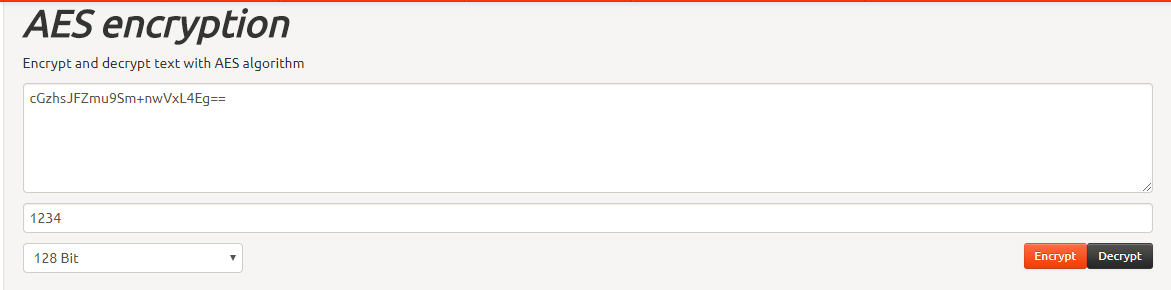 AES encryption
Encrypt and decrypt text with AES algorithm
cGzhsJFZmu9Sm+nwVxL4Eg==
1234
128 Bit
Encrypt Decrypt